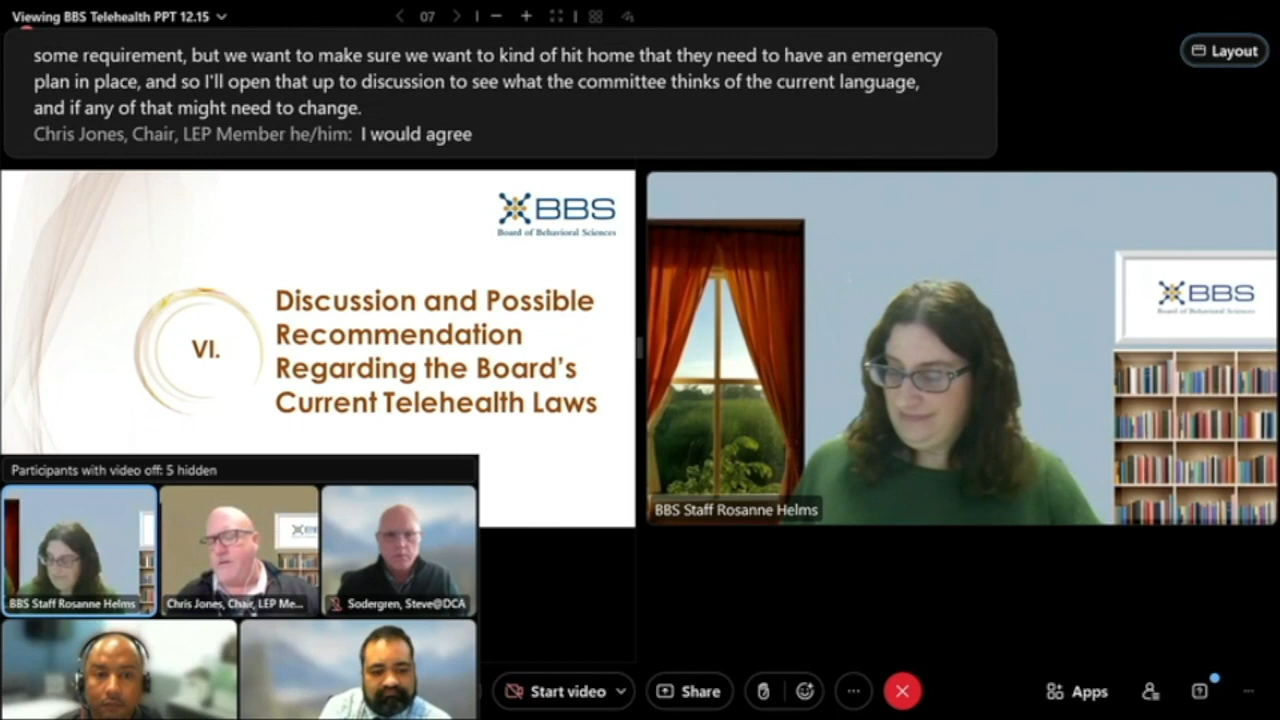 Viewing BBS Telehealth PPT 12.15
07
some requirement, but we want to make sure we want to kind of hit home that they need to have an emergency
plan in place, and so I'll open that up to discussion to see what the committee thinks of the current language,
and if any of that might need to change.
Chris Jones, Chair, LEP Member he/him: I would agree
Layout
BBS
Board of Behavioral Sciences
VI.
Discussion and Possible
Recommendation
Regarding the Board's
Current Telehealth Laws
BBS
Board of Behavioral Sciences
BBS Staff Rosanne Helms
Participants with video off: 5 hidden
BBS Staff Rosanne Helms
Chris Jones, Chair, LEP Me...
Sodergren, Steve@DCA
Start video
Share
Apps